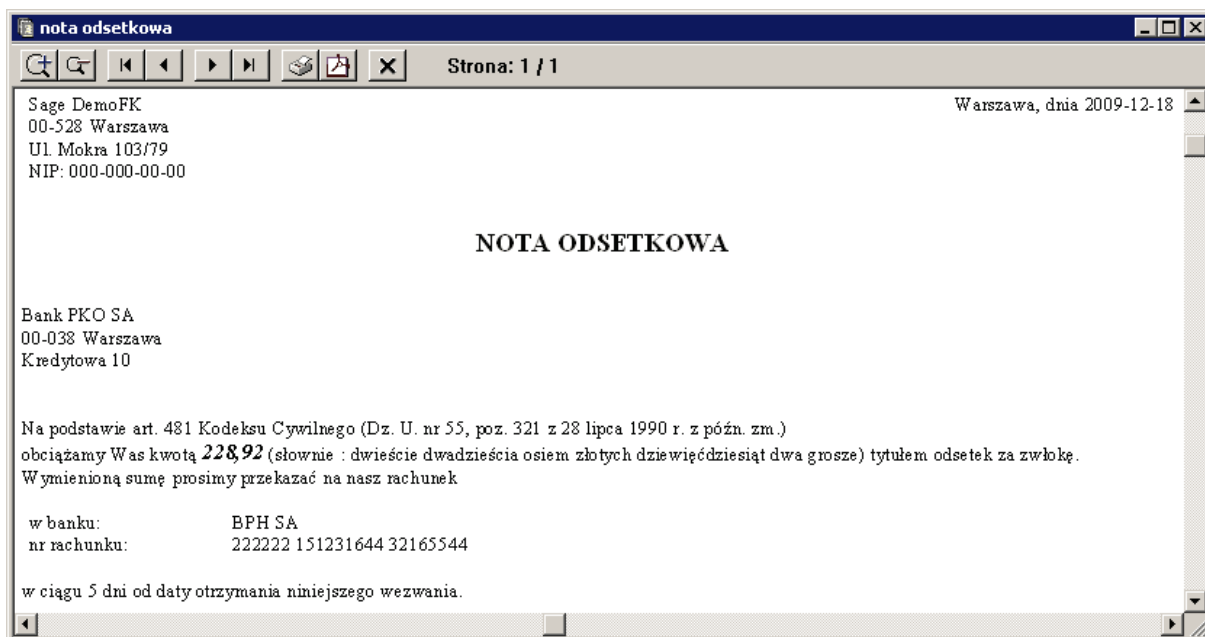 nota odsetkowa
Strona: 1 / 1
Sage DemoFK
Warszawa, dnia 2009-12-18
00-528 Warszawa
Ul. Mokra 103/79
NIP: 000-000-00-00
NOTA ODSETKOWA
Bank PKO SA
00-038 Warszawa
Kredytowa 10
Na podstawie art. 481 Kodeksu Cywilnego (Dz. U. nr 55, poz. 321 z 28 lipca 1990 r. z późn. zm.)
obciążamy Was kwotą 228,92 (słownie : dwieście dwadzieścia osiem złotych dziewięćdziesiąt dwa grosze) tytułem odsetek za zwłokę.
Wymienioną sumę prosimy przekazać na nasz rachunek
w banku: BPH SA
nr rachunku: 222222 151231644 32165544
w ciągu 5 dni od daty otrzymania niniejszego wezwania.